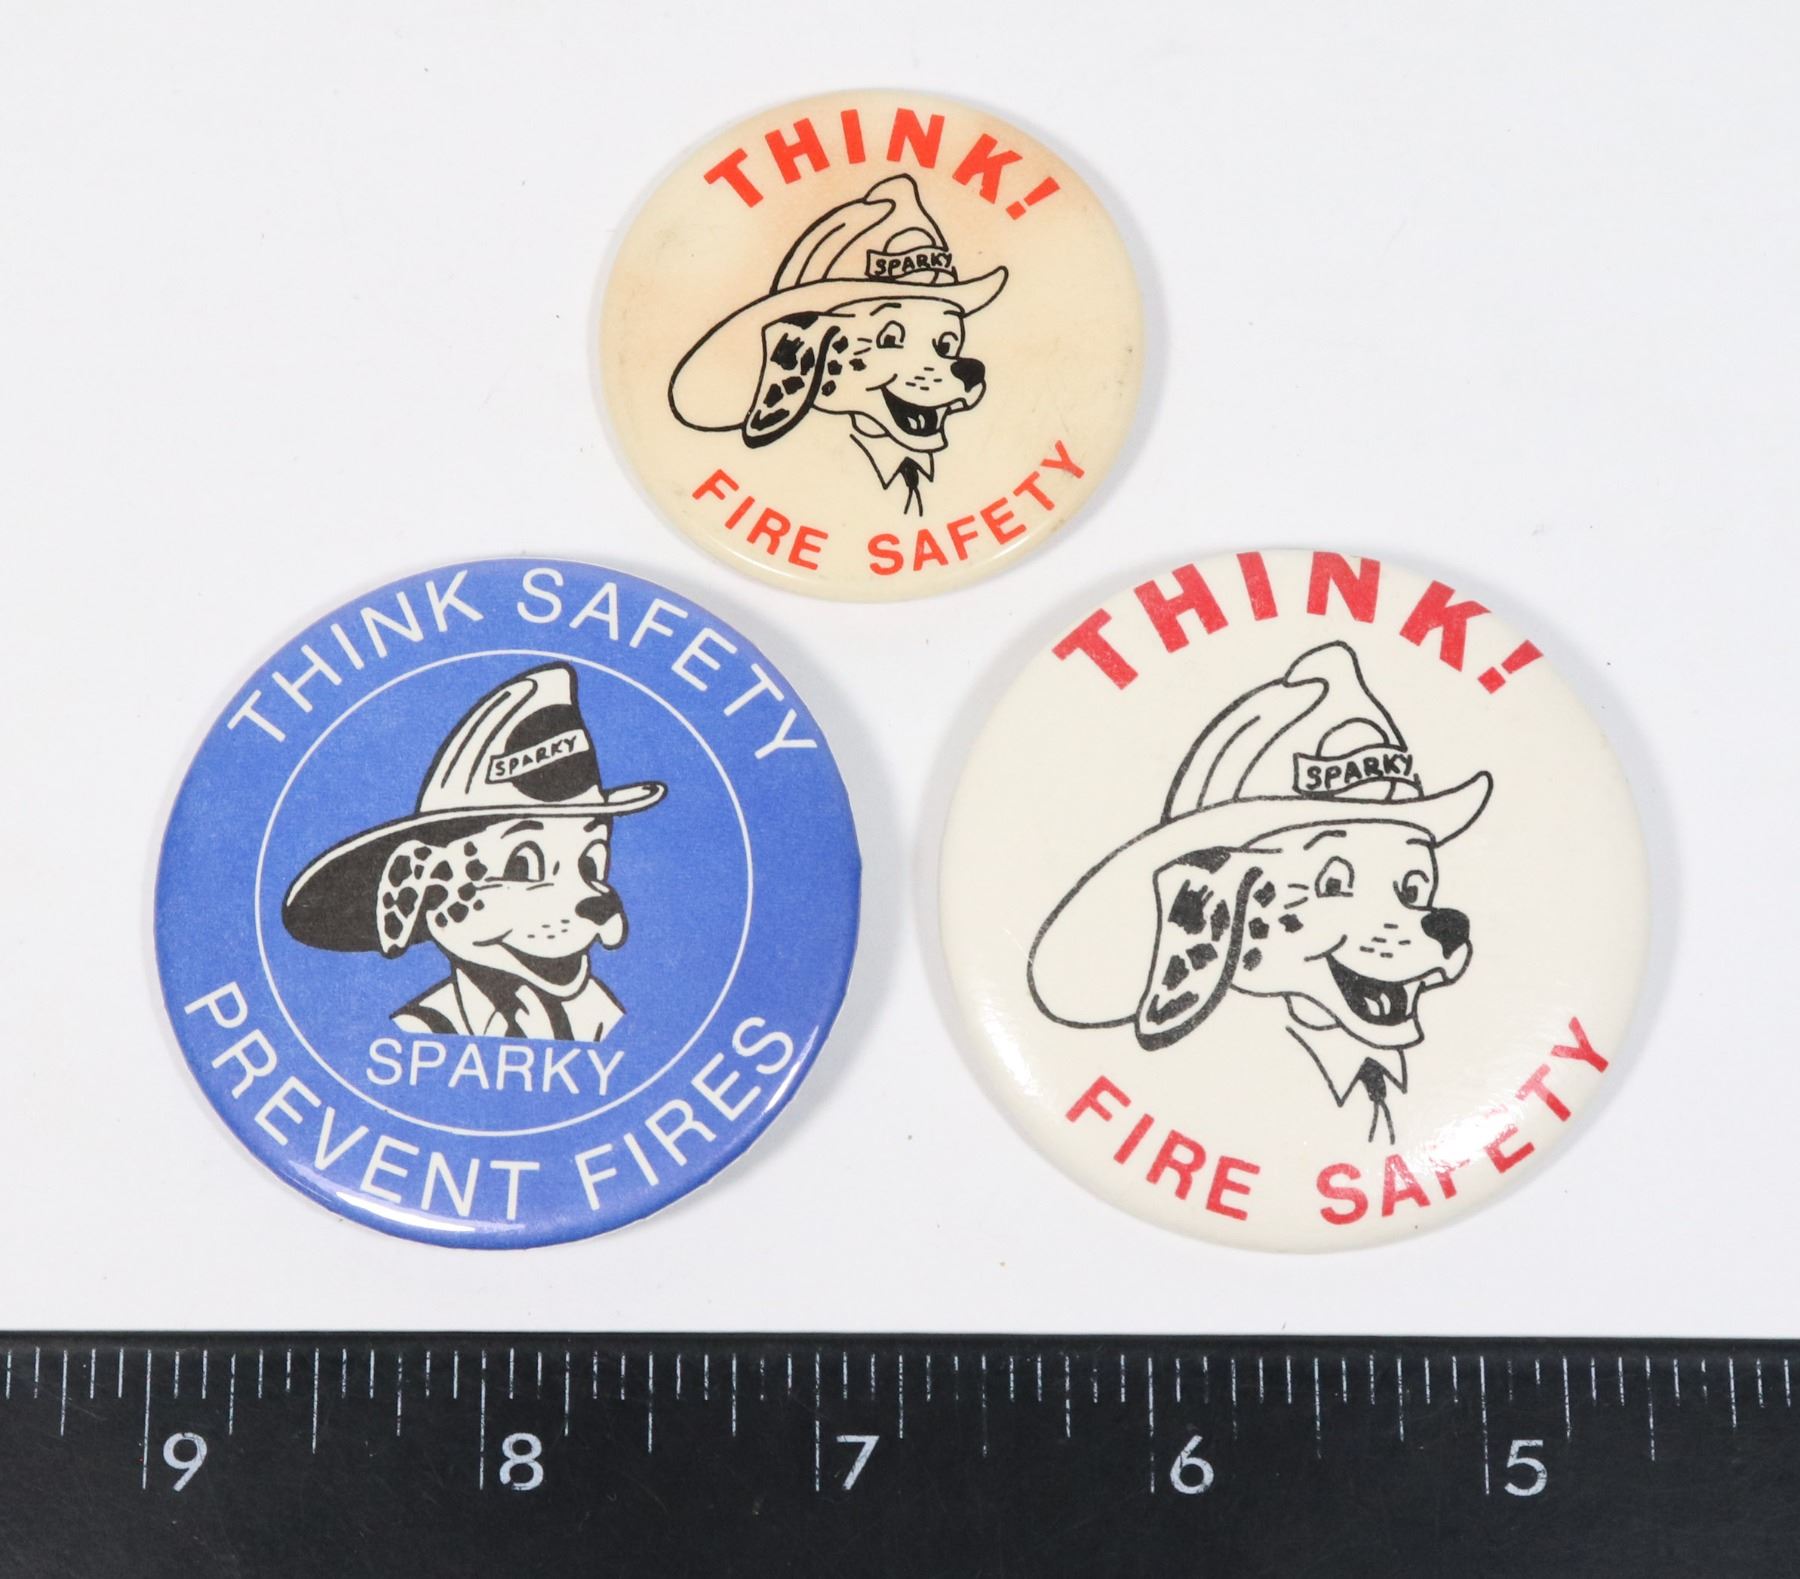 THINK!
SPARKY
FIRE SAFETY
THINK SAFETY
SPARKY
SPARKY
PREVENT FIRES
THINK!
SPARKY
FIRE SAFETY
9 8 7 6 5